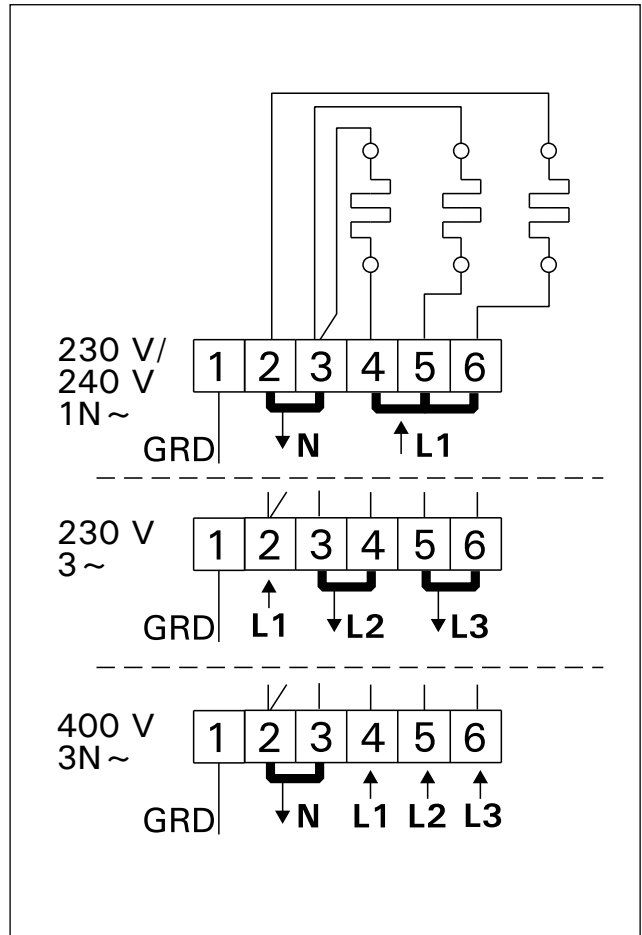 230 V/
240 V
1N ~
1 2 3 4 5 6
GRD N L1
230 V
3 ~
1 2 3 4 5 6
GRD L1 L2 L3
400 V
3N ~
1 2 3 4 5 6
GRD N L1 L2 L3